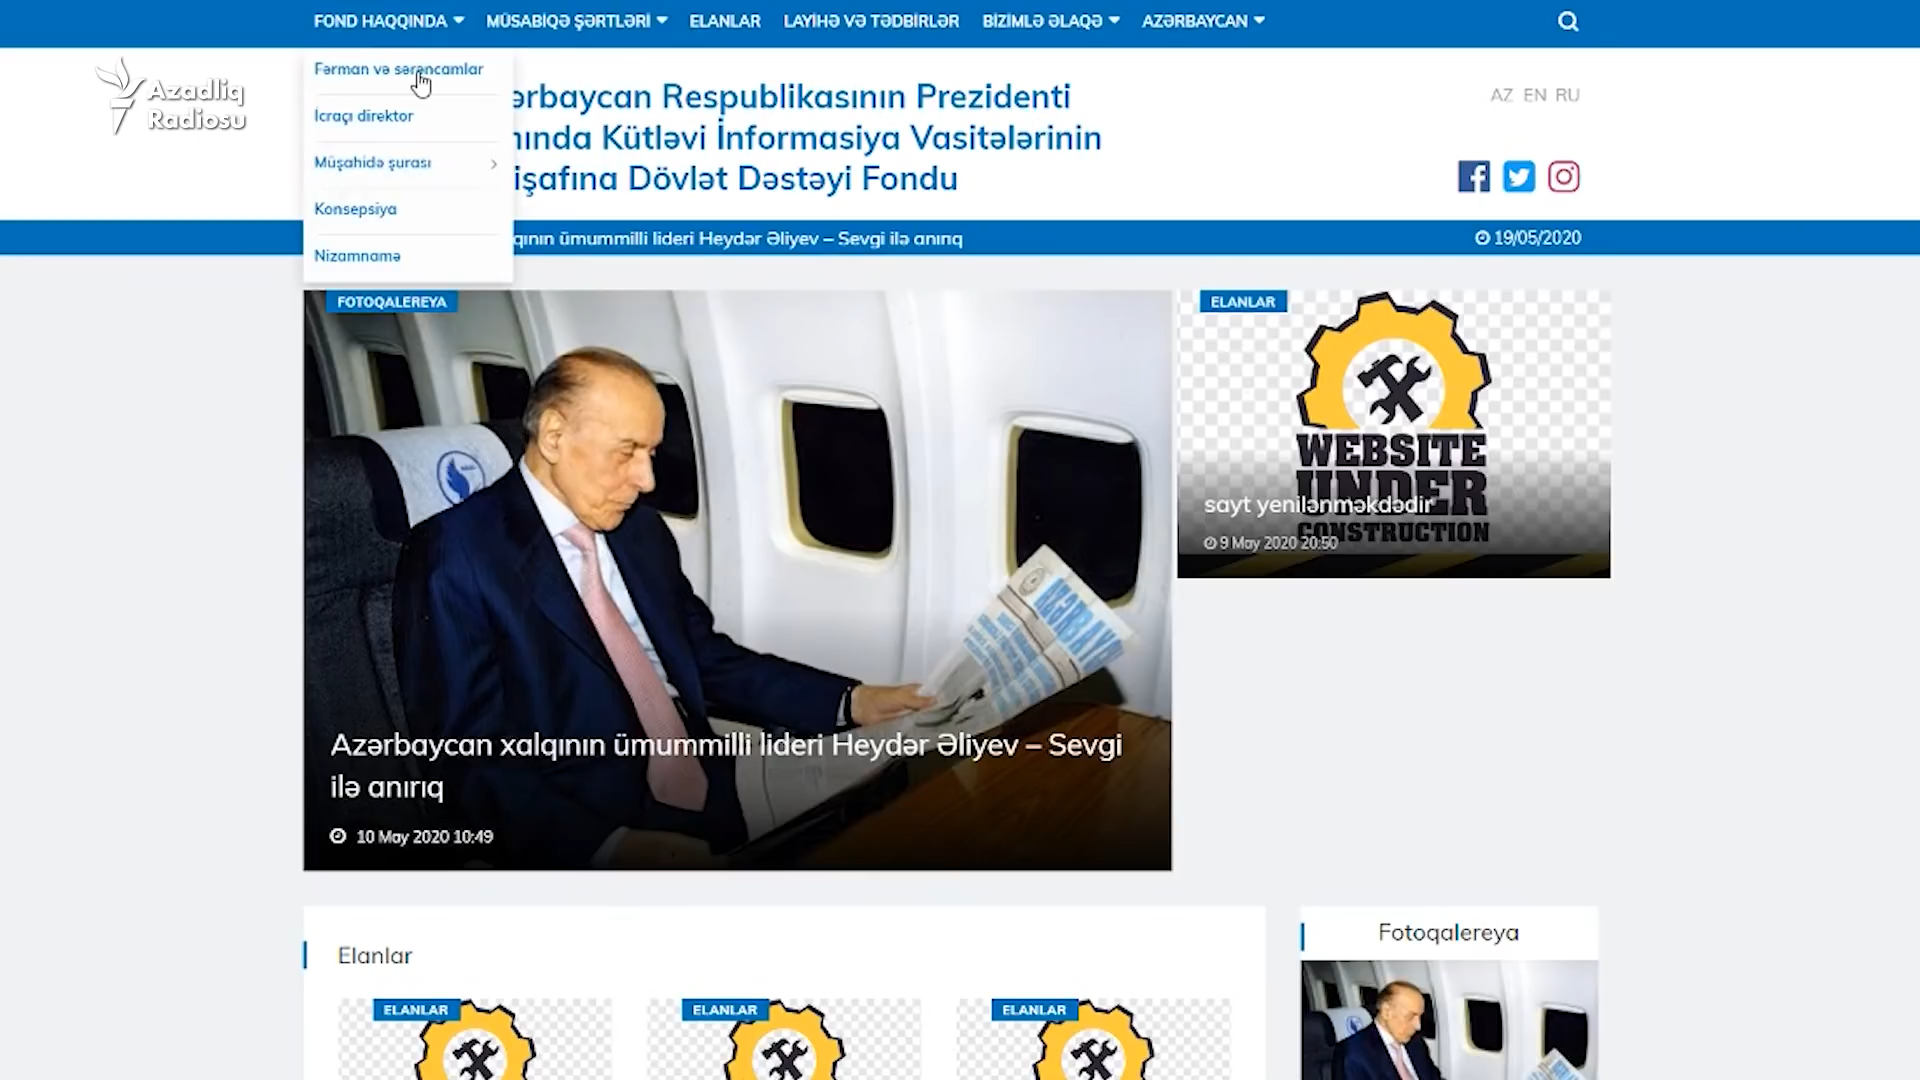 FOND HAQQINDA
MÜSABİQƏ ŞƏRTLƏRİ
ELANLAR
LAYİHƏ VƏ TƏDBİRLƏR
BİZİMLƏ ƏLAQƏ
AZƏRBAYCAN
Azadlıq
Radiosu
Fərman və sərəncamlar
İcraçı direktor
Müşahidə şurası
Konsepsiya
Nizamnamə
ərbaycan Respublikasının Prezidenti
nında Kütləvi İnformasiya Vasitələrinin
işafına Dövlət Dəstəyi Fondu
AZ EN RU
qının ümummilli lideri Heydər Əliyev – Sevgi ilə anırıq
19/05/2020
FOTOQALEREYA
Azərbaycan xalqının ümummilli lideri Heydər Əliyev – Sevgi
ilə anırıq
10 May 2020 10:49
ELANLAR
WEBSITE
UNDER
CONSTRUCTION
sayt yenilənməkdədir
9 May 2020 20:50
Elanlar
ELANLAR
ELANLAR
ELANLAR
Fotoqalereya